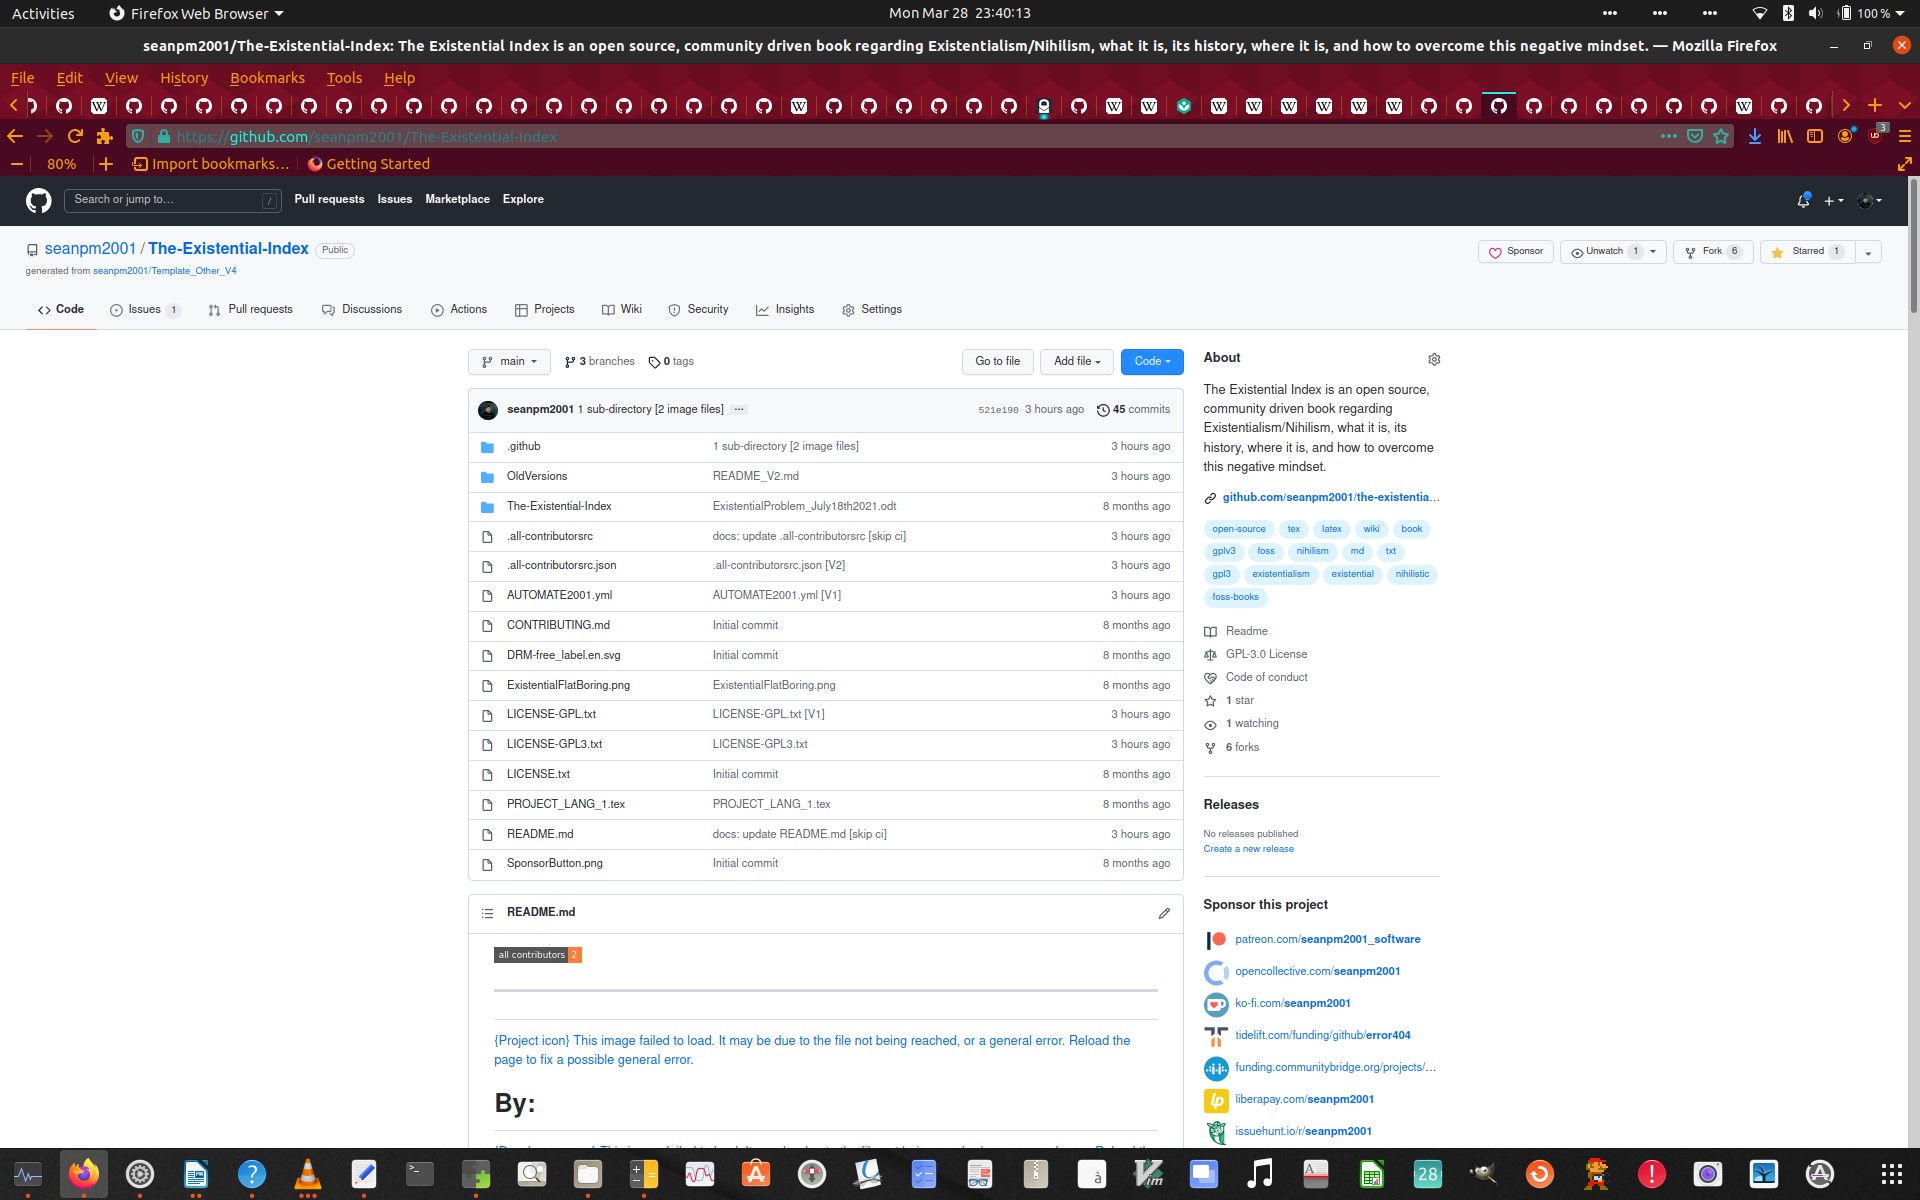 Activities
Firefox Web Browser
Mon Mar 28 23:40:13
100 %
seanpm2001/The-Existential-Index: The Existential Index is an open source, community driven book regarding Existentialism/Nihilism, what it is, its history, where it is, and how to overcome this negative mindset. — Mozilla Firefox
File Edit View History Bookmarks Tools Help
https://github.com/seanpm2001/The-Existential-Index
3
80%
Import bookmarks…
Getting Started
Search or jump to…
/
Pull requests Issues Marketplace Explore
seanpm2001 / The-Existential-Index Public
generated from seanpm2001/Template_Other_V4
Sponsor
Unwatch 1
Fork 6
Starred 1
Code
Issues 1
Pull requests
Discussions
Actions
Projects
Wiki
Security
Insights
Settings
main
3 branches
0 tags
Go to file
Add file
Code
seanpm2001 1 sub-directory [2 image files] ...
521e190 3 hours ago 45 commits
.github 1 sub-directory [2 image files] 3 hours ago
OldVersions README_V2.md 3 hours ago
The-Existential-Index ExistentialProblem_July18th2021.odt 8 months ago
.all-contributorsrc docs: update .all-contributorsrc [skip ci] 3 hours ago
.all-contributorsrc.json .all-contributorsrc.json [V2] 3 hours ago
AUTOMATE2001.yml AUTOMATE2001.yml [V1] 3 hours ago
CONTRIBUTING.md Initial commit 8 months ago
DRM-free_label.en.svg Initial commit 8 months ago
ExistentialFlatBoring.png ExistentialFlatBoring.png 8 months ago
LICENSE-GPL.txt LICENSE-GPL.txt [V1] 3 hours ago
LICENSE-GPL3.txt LICENSE-GPL3.txt 3 hours ago
LICENSE.txt Initial commit 8 months ago
PROJECT_LANG_1.tex PROJECT_LANG_1.tex 8 months ago
README.md docs: update README.md [skip ci] 3 hours ago
SponsorButton.png Initial commit 8 months ago
README.md
all contributors 2
{Project icon} This image failed to load. It may be due to the file not being reached, or a general error. Reload the
page to fix a possible general error.
By:
About
The Existential Index is an open source,
community driven book regarding
Existentialism/Nihilism, what it is, its
history, where it is, and how to overcome
this negative mindset.
github.com/seanpm2001/the-existentia…
open-source tex latex wiki book
gplv3 foss nihilism md txt
gpl3 existentialism existential nihilistic
foss-books
Readme
GPL-3.0 License
Code of conduct
1 star
1 watching
6 forks
Releases
No releases published
Create a new release
Sponsor this project
patreon.com/seanpm2001_software
opencollective.com/seanpm2001
ko-fi.com/seanpm2001
tidelift.com/funding/github/error404
funding.communitybridge.org/projects/…
liberapay.com/seanpm2001
issuehunt.io/r/seanpm2001
28